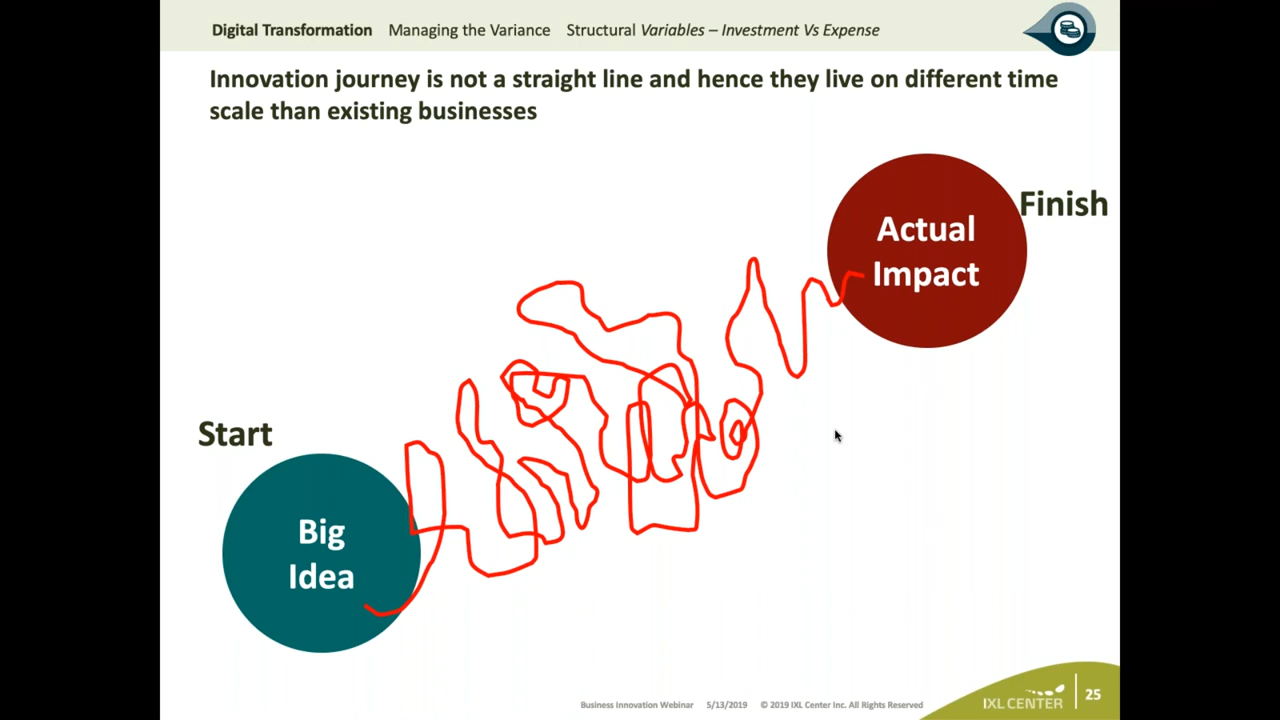 Digital Transformation Managing the Variance Structural Variables – Investment Vs Expense
Innovation journey is not a straight line and hence they live on different time
scale than existing businesses
Finish
Actual
Impact
Start
Big
Idea
Business Innovation Webinar 5/13/2019 © 2019 IXL Center Inc. All Rights Reserved
IXL CENTER
25